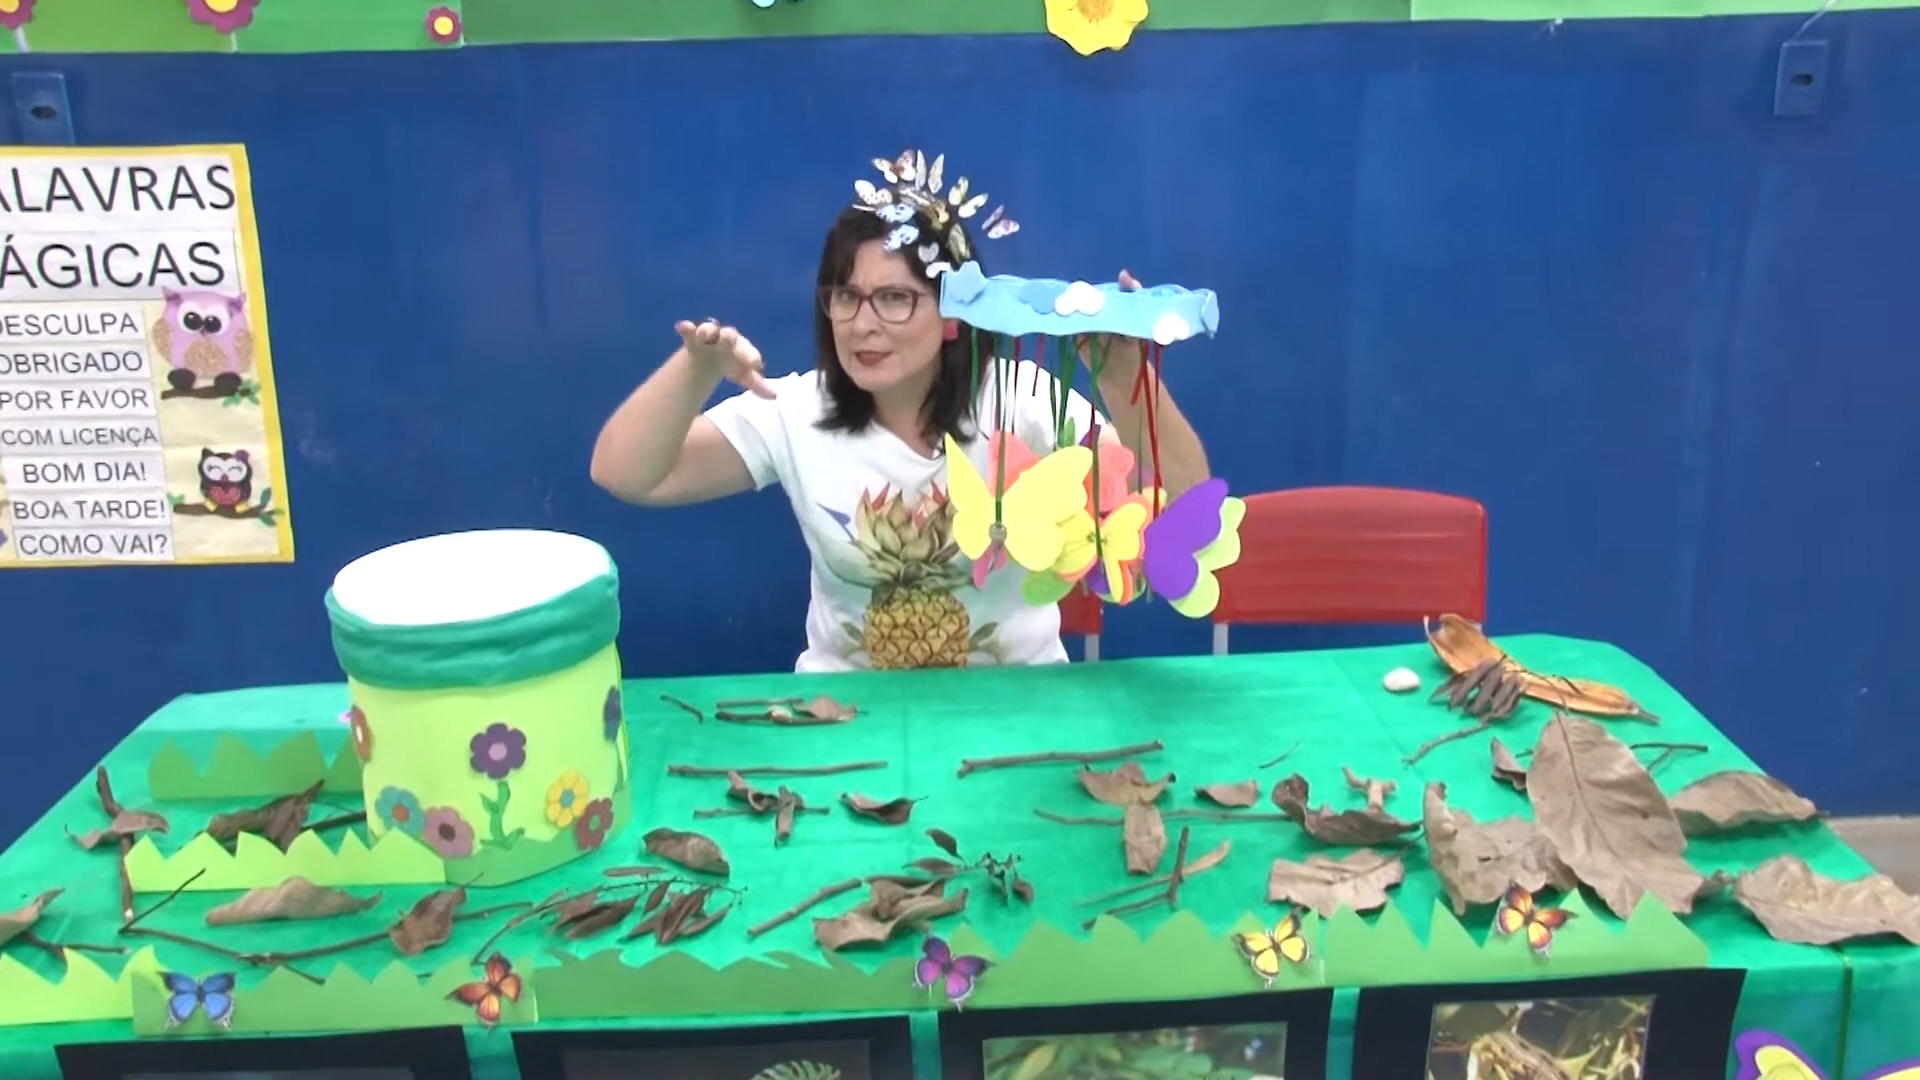 ALAVRAS
ÁGICAS
DESCULPA
OBRIGADO
POR FAVOR
COM LICENÇA
BOM DIA!
BOA TARDE!
COMO VAI?